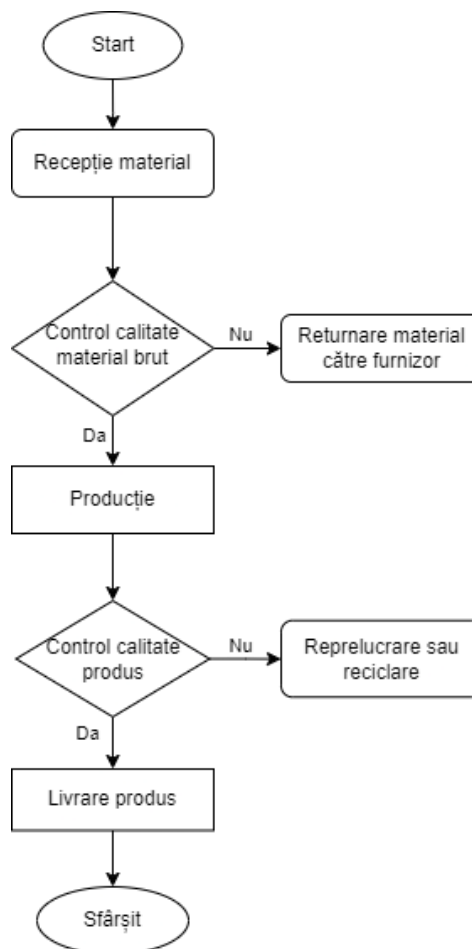 Start
Recepție material
Control calitate
material brut
Nu
Returnare material
către furnizor
Da
Producție
Control calitate
produs
Nu
Reprelucrare sau
reciclare
Da
Livrare produs
Sfârșit